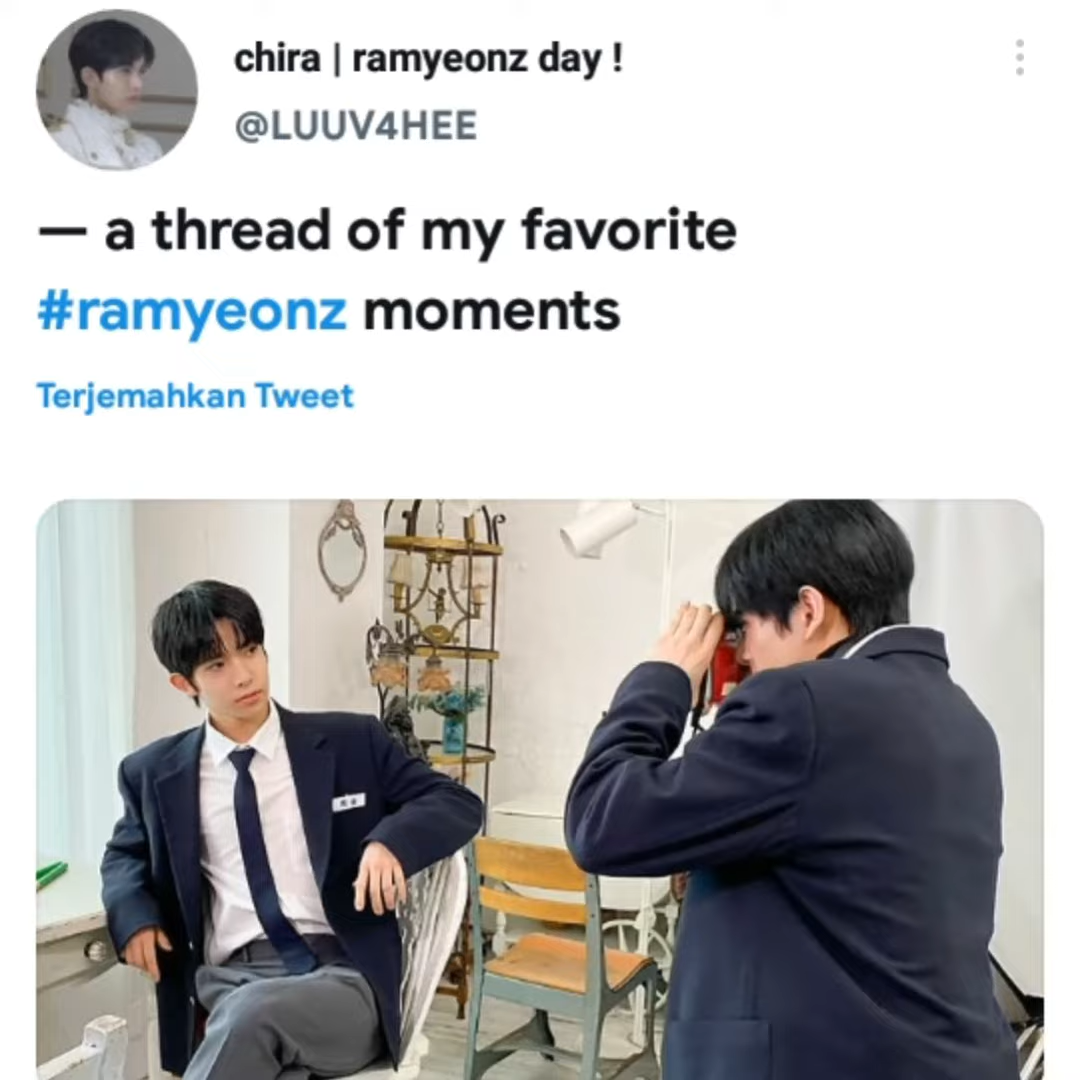 chira | ramyeonz day !
@LUUV4HEE
— a thread of my favorite
#ramyeonz moments
Terjemahkan Tweet